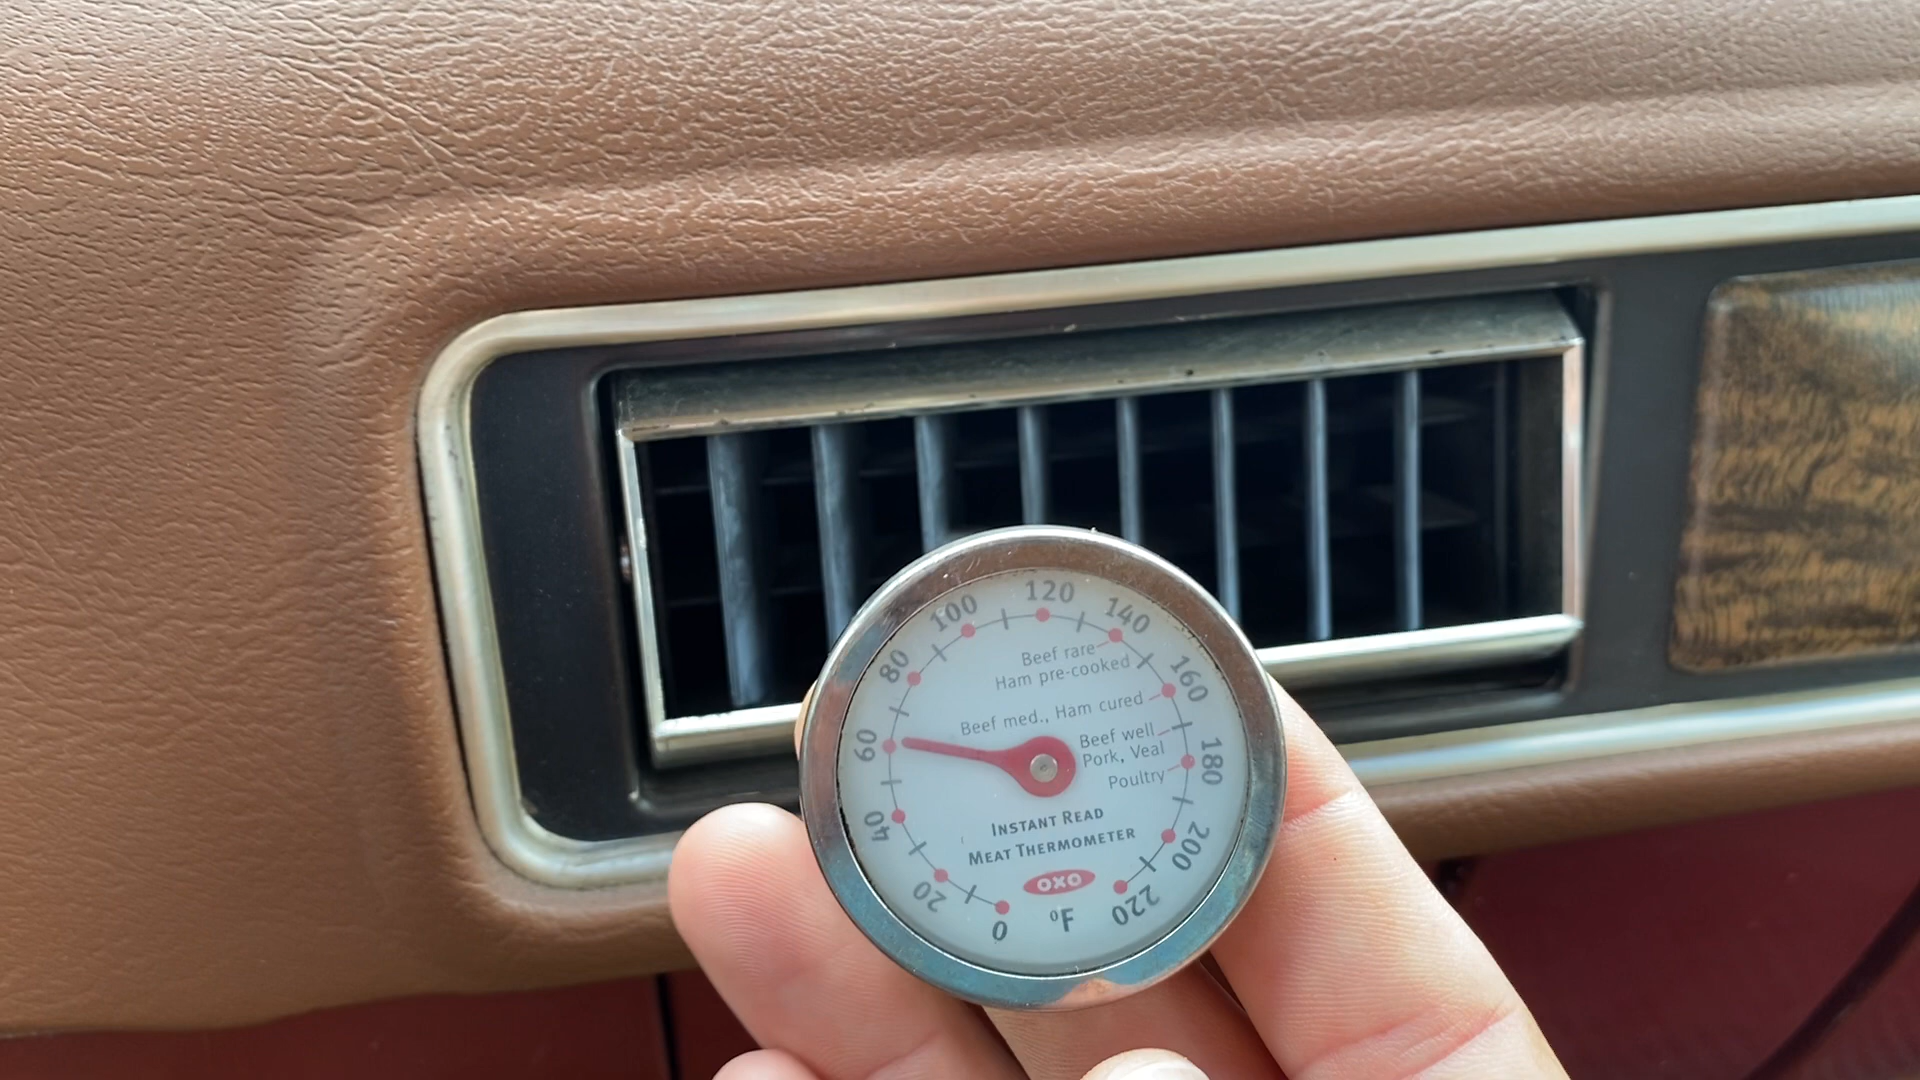 0
20
40
60
80
100
120
140
160
180
200
220
Beef rare
Ham pre-cooked
Beef med., Ham cured
Beef well
Pork, Veal
Poultry
INSTANT READ
MEAT THERMOMETER
OXO
°F